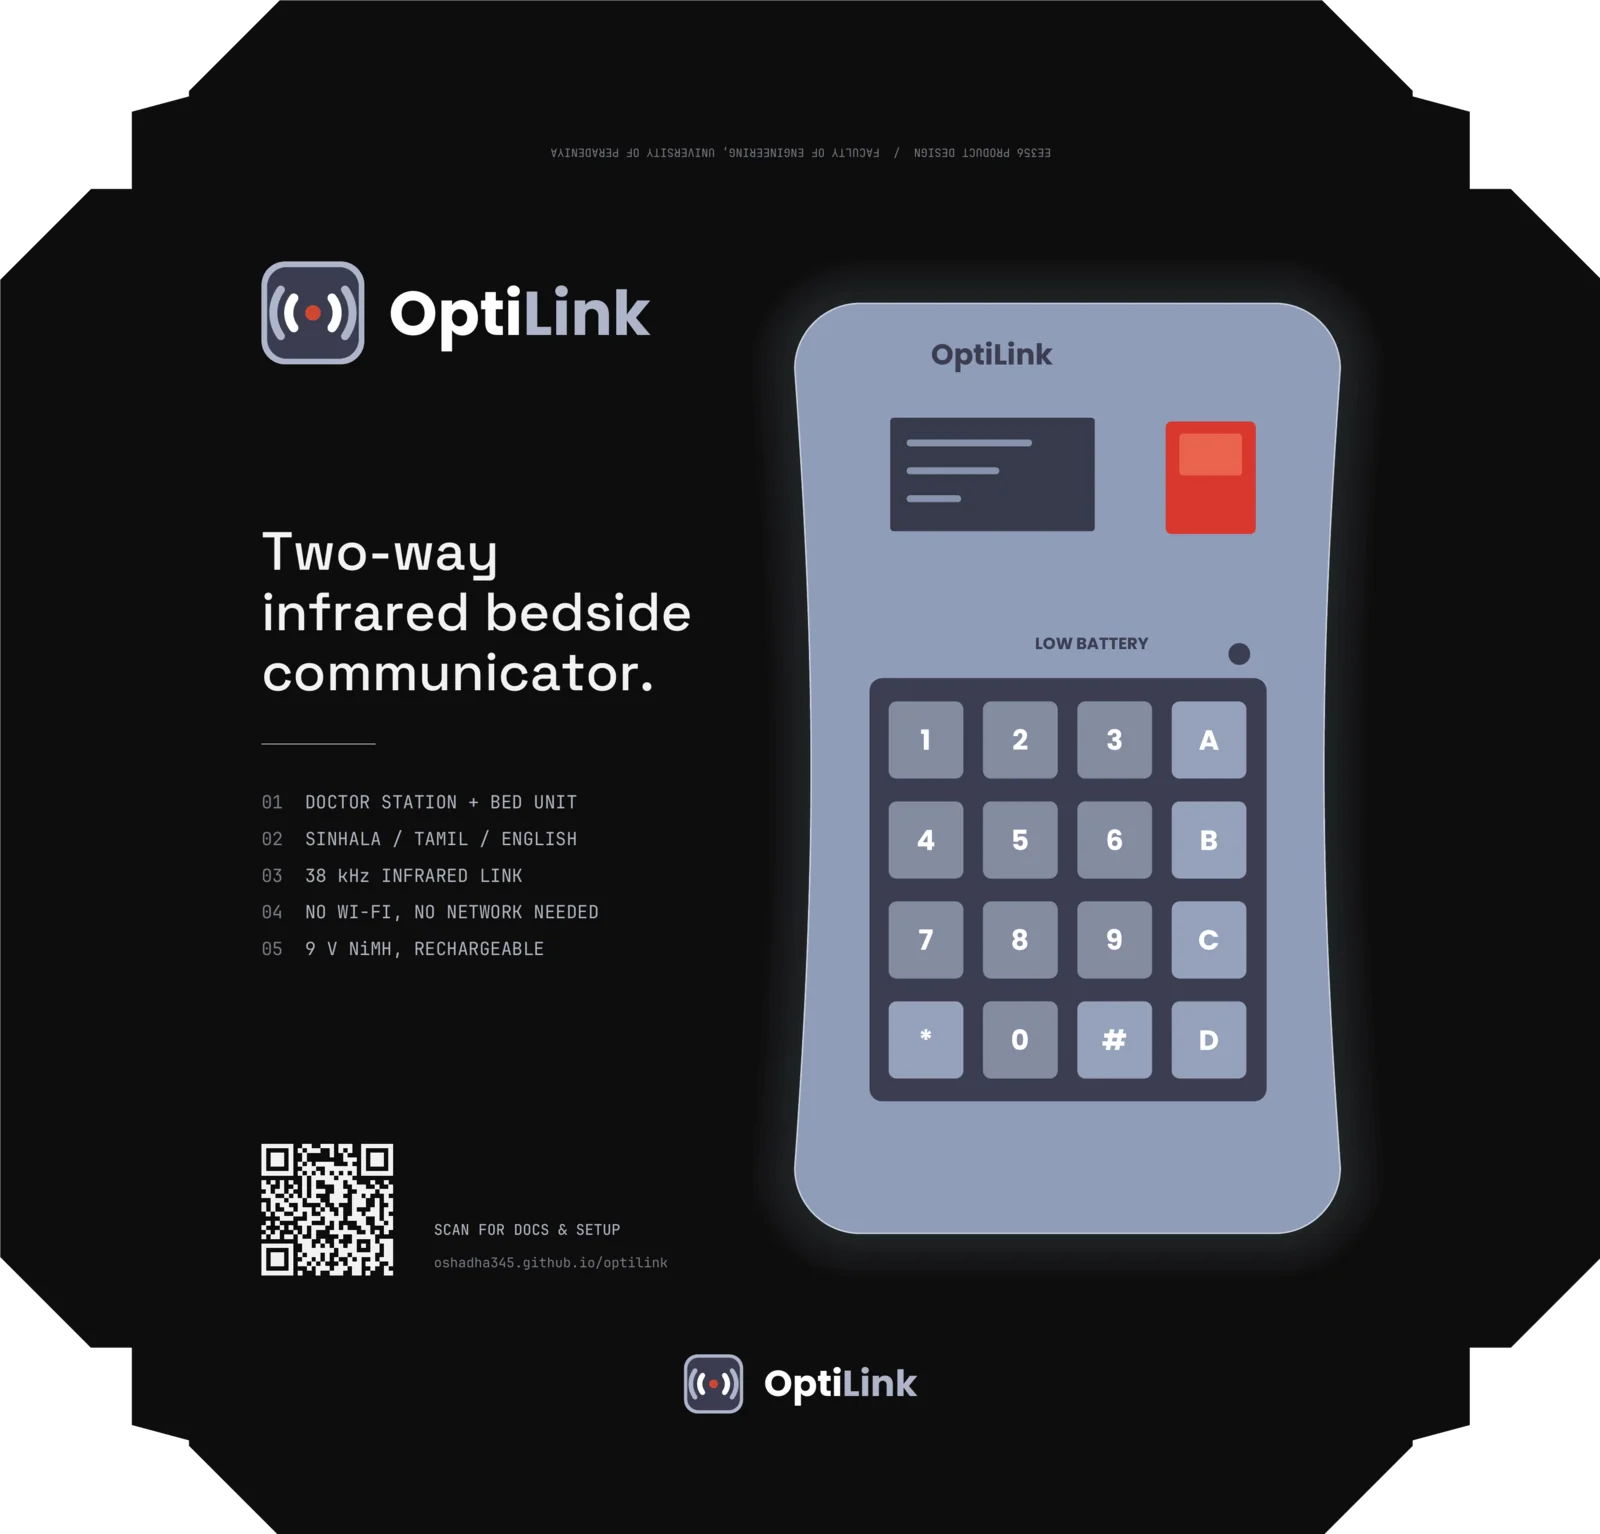 EE356 PRODUCT DESIGN / FACULTY OF ENGINEERING, UNIVERSITY OF PERADENIYA
OptiLink
Two-way
infrared bedside
communicator.
01 DOCTOR STATION + BED UNIT
02 SINHALA / TAMIL / ENGLISH
03 38 kHz INFRARED LINK
04 NO WI-FI, NO NETWORK NEEDED
05 9 V NiMH, RECHARGEABLE
SCAN FOR DOCS & SETUP
oshadha345.github.io/optilink
OptiLink
LOW BATTERY
1 2 3 A
4 5 6 B
7 8 9 C
* 0 # D
OptiLink